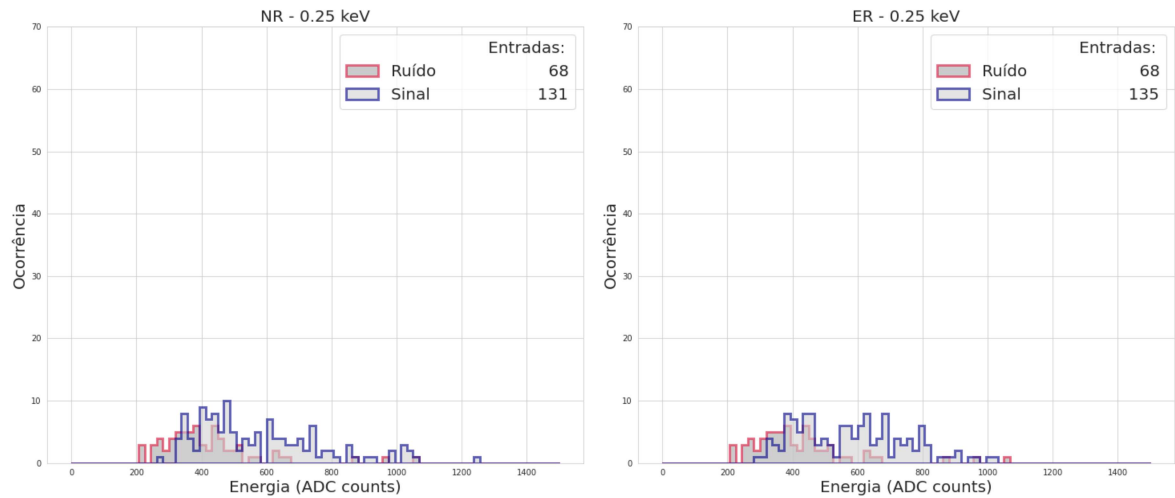 NR - 0.25 keV
Entradas:
Ruído 68
Sinal 131
70
60
50
40
30
20
10
0
Ocorrência
0 200 400 600 800 1000 1200 1400
Energia (ADC counts)
ER - 0.25 keV
Entradas:
Ruído 68
Sinal 135
70
60
50
40
30
20
10
0
Ocorrência
0 200 400 600 800 1000 1200 1400
Energia (ADC counts)